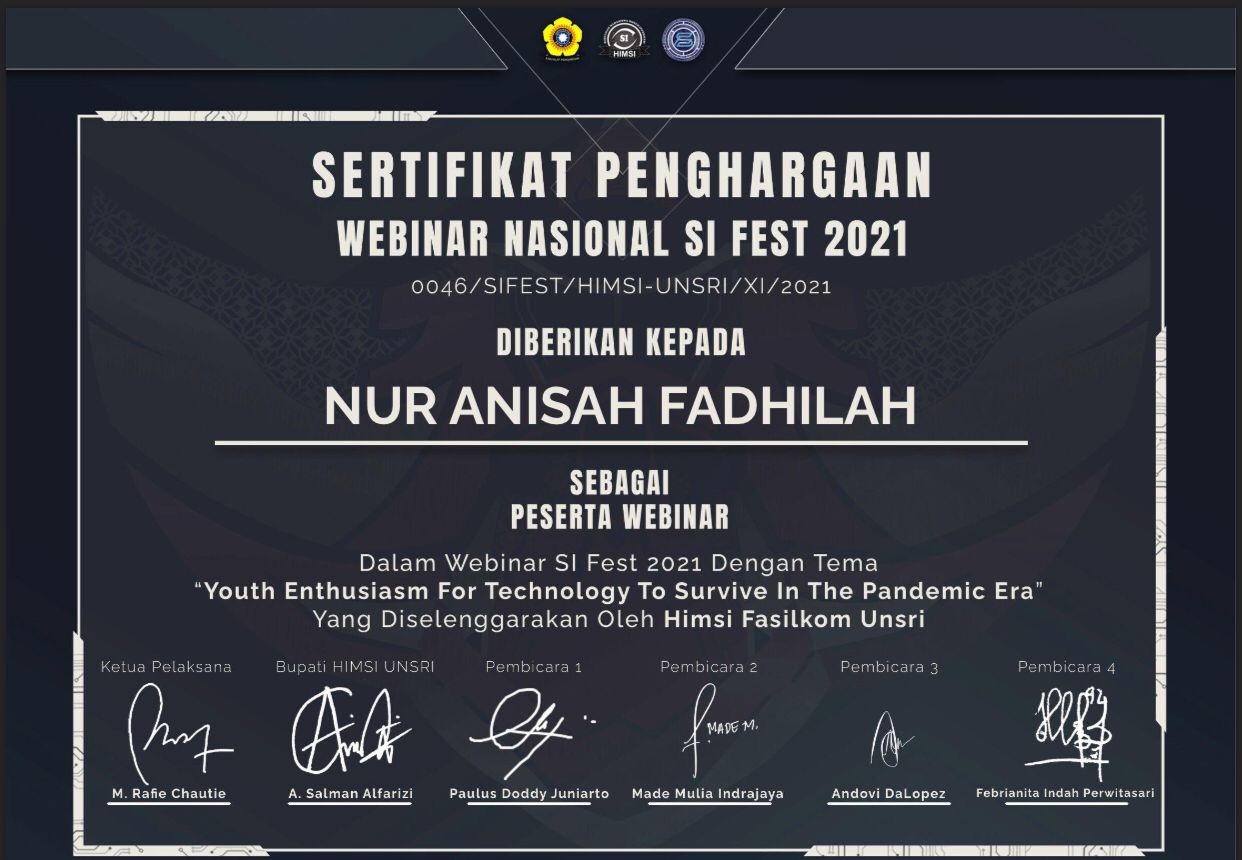 SI
HIMSI
SERTIFIKAT PENGHARGAAN
WEBINAR NASIONAL SI FEST 2021
0046/SIFEST/HIMSI-UNSRI/XI/2021
DIBERIKAN KEPADA
NUR ANISAH FADHILAH
SEBAGAI
PESERTA WEBINAR
Dalam Webinar SI Fest 2021 Dengan Tema
“Youth Enthusiasm For Technology To Survive In The Pandemic Era”
Yang Diselenggarakan Oleh Himsi Fasilkom Unsri
Ketua Pelaksana Bupati HIMSI UNSRI Pembicara 1 Pembicara 2 Pembicara 3 Pembicara 4
MADE M.
M. Rafie Chautie A. Salman Alfarizi Paulus Doddy Juniarto Made Mulia Indrajaya Andovi DaLopez Febrianita Indah Perwitasari